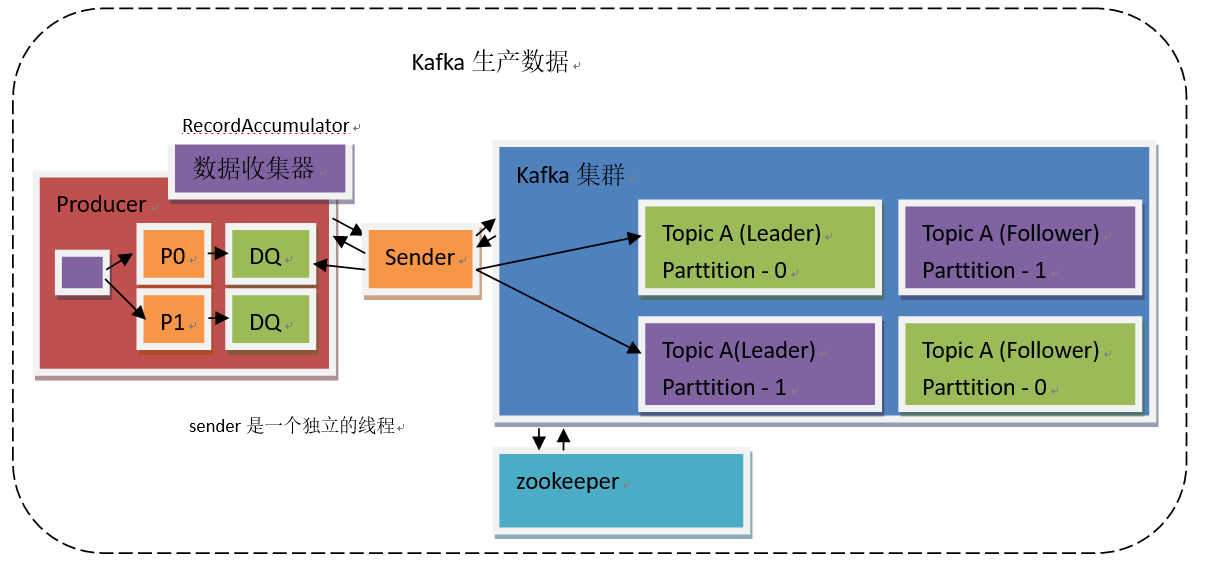 Kafka 生产数据
RecordAccumulator
数据收集器
Producer
P0
DQ
P1
DQ
Sender
Kafka 集群
Topic A (Leader)
Parttition - 0
Topic A (Follower)
Parttition - 1
Topic A(Leader)
Parttition - 1
Topic A (Follower)
Parttition - 0
sender 是一个独立的线程
zookeeper